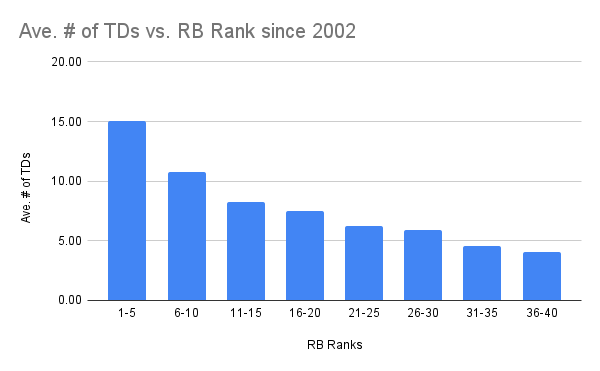 Ave. # of TDs vs. RB Rank since 2002
20.00
15.00
10.00
5.00
0.00
Ave. # of TDs
1-5 6-10 11-15 16-20 21-25 26-30 31-35 36-40
RB Ranks